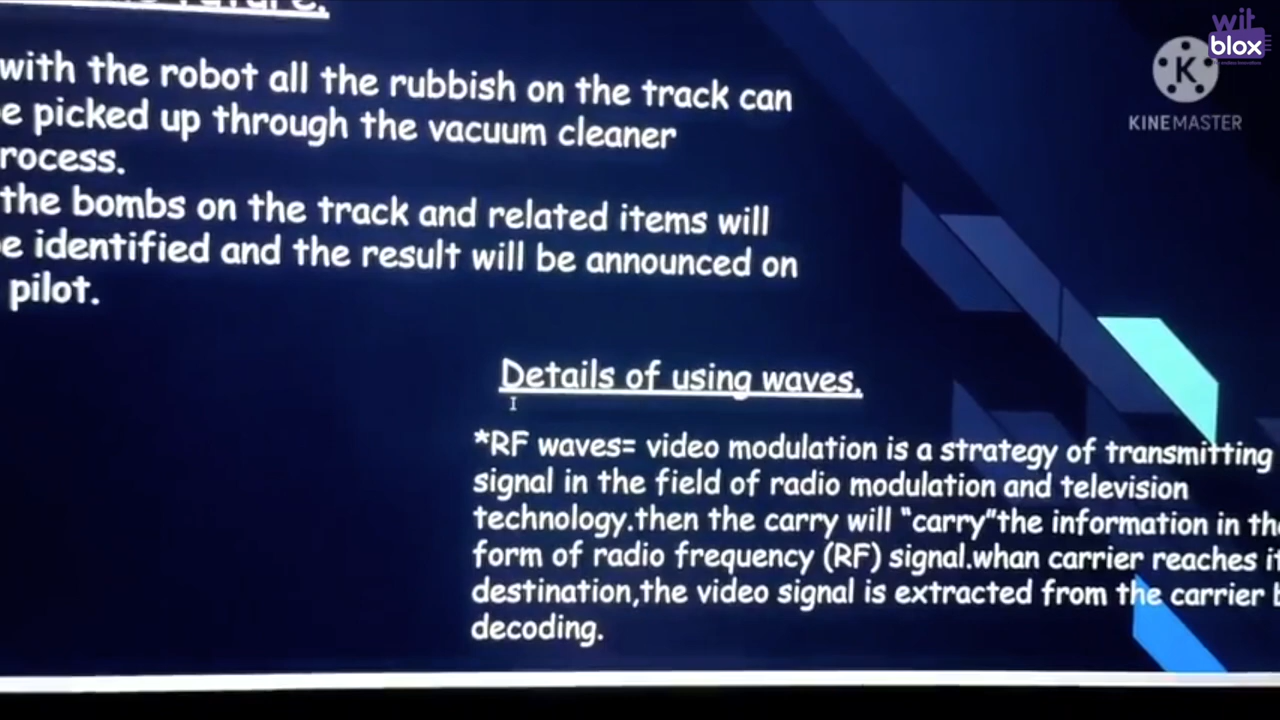 with the robot all the rubbish on the track can
picked up through the vacuum cleaner
the bombs on the track and related items will
identified and the result will be announced on
pilot.
Details of using waves.
*RF waves= video modulation is a strategy of transmitting
signal in the field of radio modulation and television
technology.then the carry will “carry”the information in
form of radio frequency (RF) signal.whan carrier reaches
destination,the video signal is extracted from the carrier
decoding.
wit
blox
K
KINEMASTER